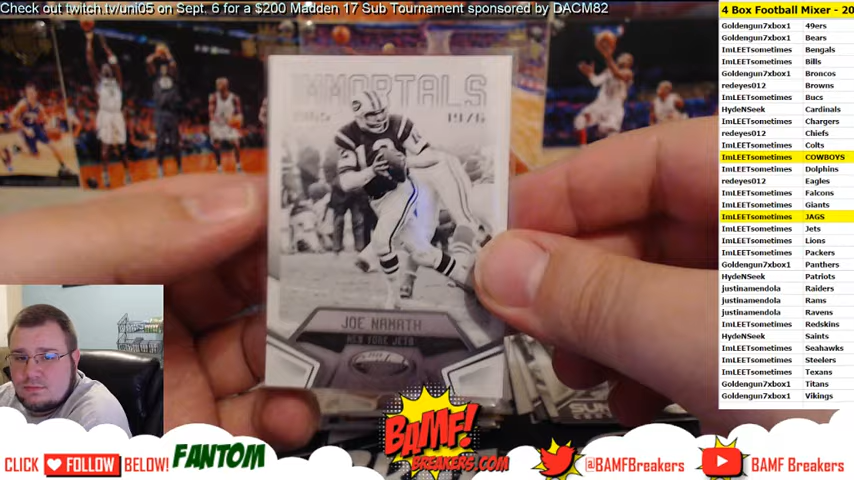 Check out twitch.tv/uni05 on Sept. 6 for a $200 Madden 17 Sub Tournament sponsored by DACM82
4 Box Football Mixer - 20
Goldengun7xbox1 49ers
Goldengun7xbox1 Bears
ImLEETsometimes Bengals
ImLEETsometimes Bills
Goldengun7xbox1 Broncos
redeyes012 Browns
ImLEETsometimes Bucs
HydeNSeek Cardinals
ImLEETsometimes Chargers
redeyes012 Chiefs
ImLEETsometimes Colts
ImLEETsometimes COWBOYS
ImLEETsometimes Dolphins
redeyes012 Eagles
ImLEETsometimes Falcons
ImLEETsometimes Giants
ImLEETsometimes JAGS
ImLEETsometimes Jets
ImLEETsometimes Lions
ImLEETsometimes Packers
Goldengun7xbox1 Panthers
HydeNSeek Patriots
justinamendola Raiders
justinamendola Rams
justinamendola Ravens
ImLEETsometimes Redskins
HydeNSeek Saints
ImLEETsometimes Seahawks
ImLEETsometimes Steelers
ImLEETsometimes Texans
Goldengun7xbox1 Titans
Goldengun7xbox1 Vikings
IMMORTALS
1976
JOE NAMATH
NEW YORK JETS
CLICK FOLLOW BELOW!
FANTOM
BAMF!
BREAKERS.COM
@BAMFBreakers
BAMF Breakers